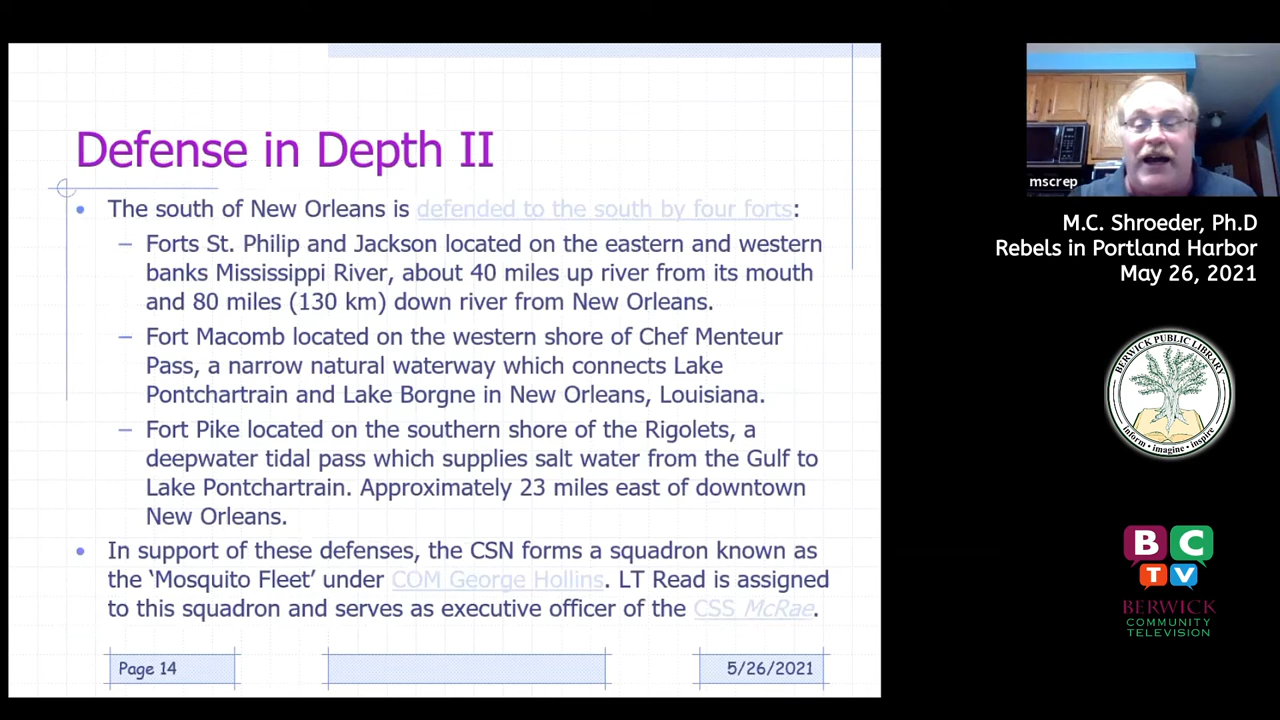 Defense in Depth II
• The south of New Orleans is defended to the south by four forts:
– Forts St. Philip and Jackson located on the eastern and western
banks Mississippi River, about 40 miles up river from its mouth
and 80 miles (130 km) down river from New Orleans.
– Fort Macomb located on the western shore of Chef Menteur
Pass, a narrow natural waterway which connects Lake
Pontchartrain and Lake Borgne in New Orleans, Louisiana.
– Fort Pike located on the southern shore of the Rigolets, a
deepwater tidal pass which supplies salt water from the Gulf to
Lake Pontchartrain. Approximately 23 miles east of downtown
New Orleans.
• In support of these defenses, the CSN forms a squadron known as
the ‘Mosquito Fleet’ under COM George Hollins. LT Read is assigned
to this squadron and serves as executive officer of the CSS McRae.
Page 14
5/26/2021
mscrep
M.C. Shroeder, Ph.D
Rebels in Portland Harbor
May 26, 2021
BERWICK PUBLIC LIBRARY
inform • imagine • inspire
BC
TV
BERWICK
COMMUNITY
TELEVISION